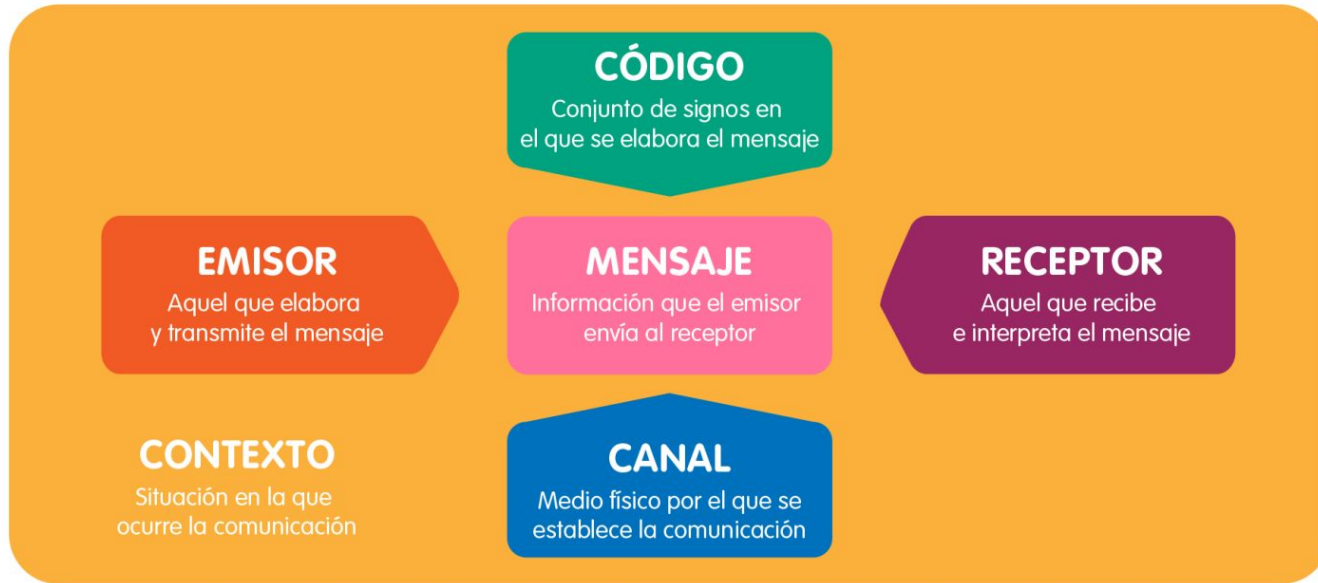 CÓDIGO
Conjunto de signos en
el que se elabora el mensaje
EMISOR
Aquel que elabora
y transmite el mensaje
MENSAJE
Información que el emisor
envía al receptor
RECEPTOR
Aquel que recibe
e interpreta el mensaje
CONTEXTO
Situación en la que
ocurre la comunicación
CANAL
Medio físico por el que se
establece la comunicación